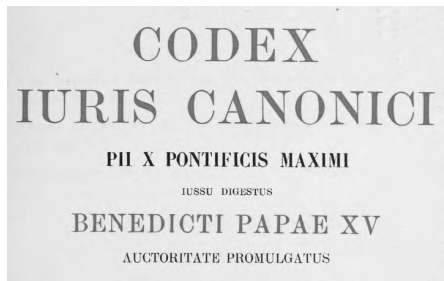 CODEX
IURIS CANONICI
PII X PONTIFICIS MAXIMI
IUSSU DIGESTUS
BENEDICTI PAPAE XV
AUCTORITATE PROMULGATUS